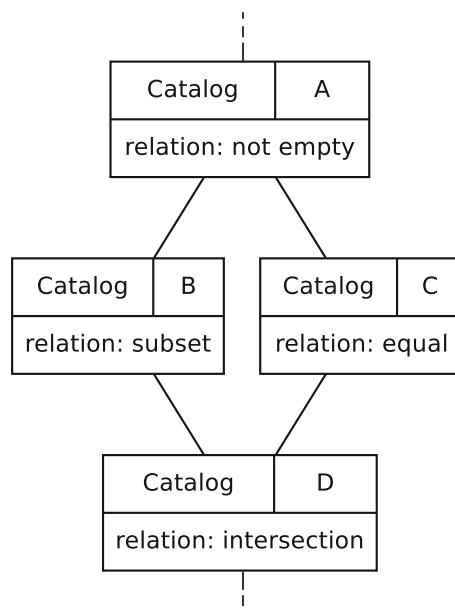 Catalog A
relation: not empty
Catalog B
relation: subset
Catalog C
relation: equal
Catalog D
relation: intersection